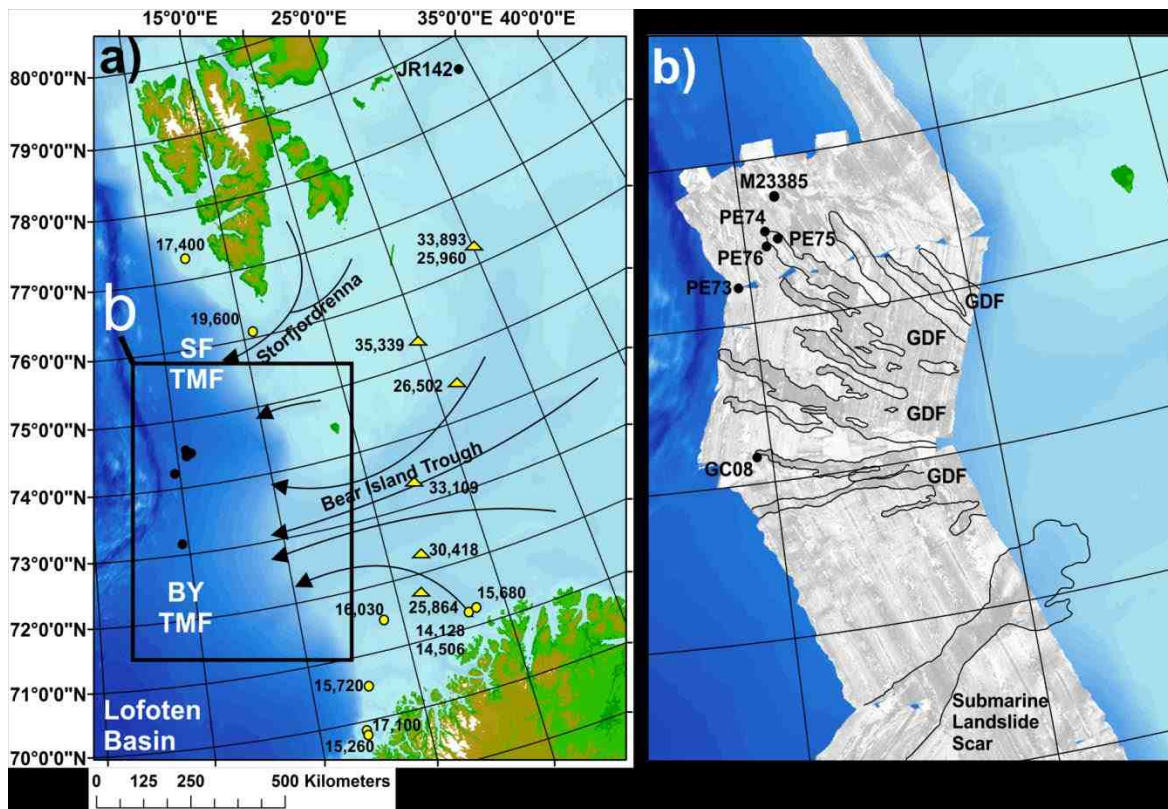 15°0'0"E
25°0'0"E
35°0'0"E
40°0'0"E
a)
80°0'0"N
79°0'0"N
78°0'0"N
77°0'0"N
76°0'0"N
75°0'0"N
74°0'0"N
73°0'0"N
72°0'0"N
71°0'0"N
70°0'0"N
JR142
17,400
33,893
25,960
19,600
Storfjordrenna
b
SF
TMF
35,339
26,502
Bear Island Trough
33,109
30,418
BY
TMF
25,864
15,680
16,030
14,128
14,506
15,720
17,100
15,260
Lofoten
Basin
0 125 250 500 Kilometers
b)
M23385
PE74
PE75
PE76
PE73
GDF
GDF
GDF
GC08
GDF
Submarine
Landslide
Scar